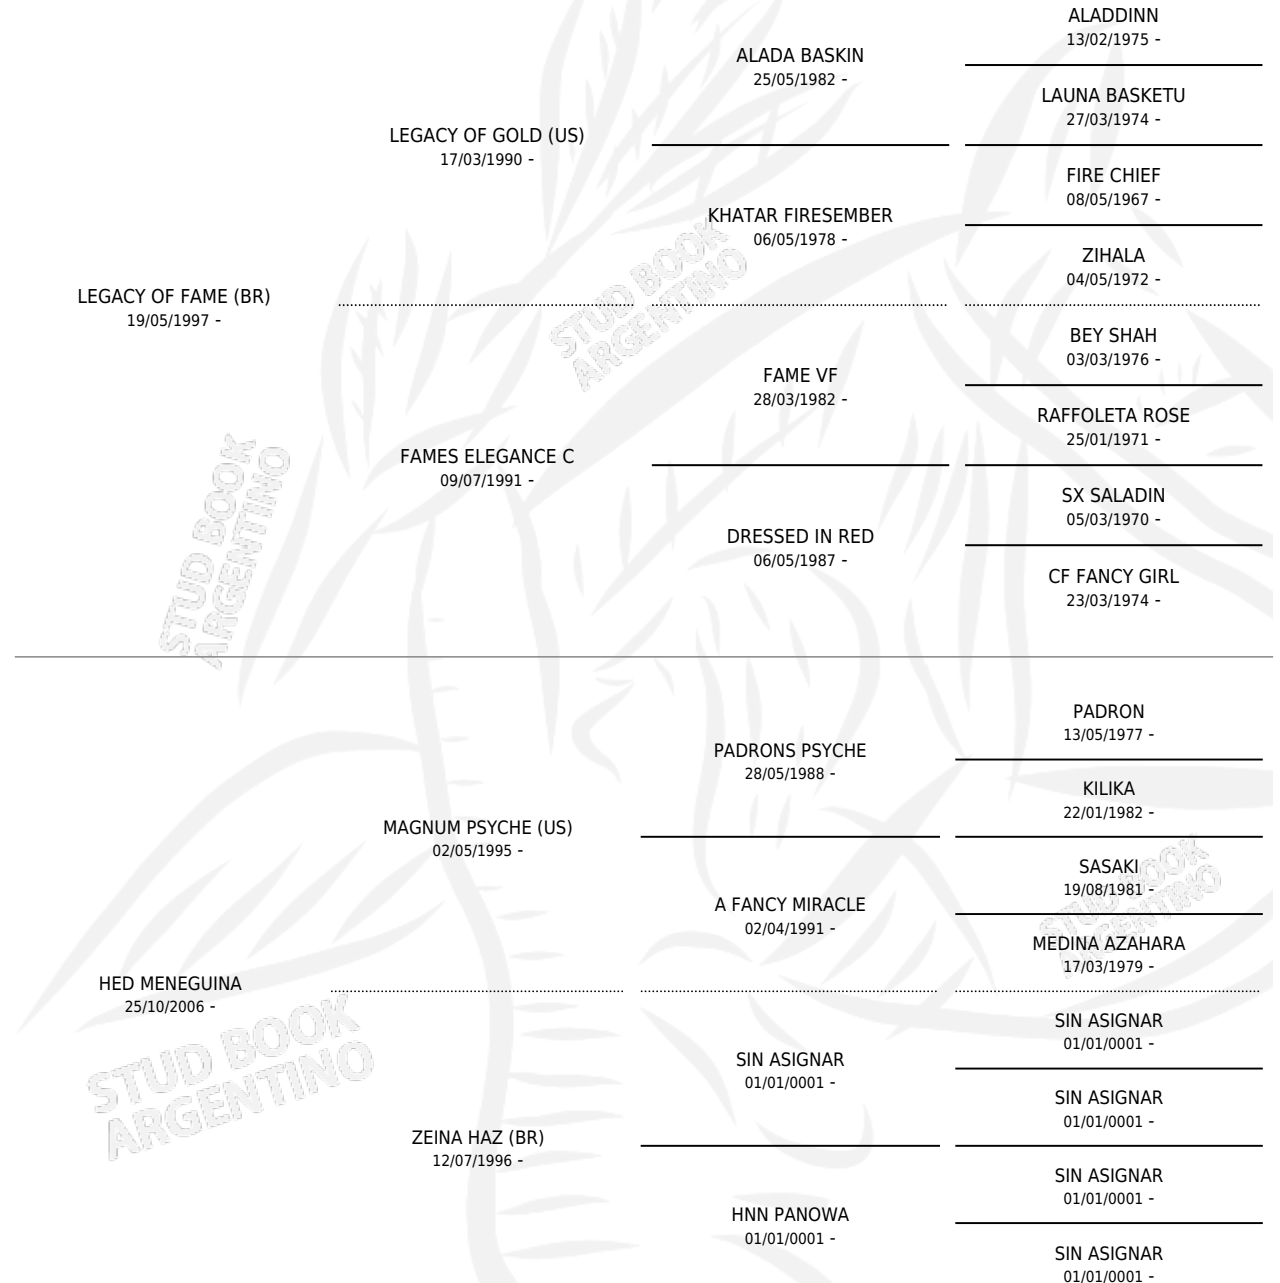 ALADDINN
13/02/1975 -
ALADA BASKIN
25/05/1982 -
LAUNA BASKETU
27/03/1974 -
LEGACY OF GOLD (US)
17/03/1990 -
FIRE CHIEF
08/05/1967 -
KHATAR FIRESEMBER
06/05/1978 -
ZIHALA
04/05/1972 -
LEGACY OF FAME (BR)
19/05/1997 -
BEY SHAH
03/03/1976 -
FAME VF
28/03/1982 -
RAFFOLETA ROSE
25/01/1971 -
FAMES ELEGANCE C
09/07/1991 -
SX SALADIN
05/03/1970 -
DRESSED IN RED
06/05/1987 -
CF FANCY GIRL
23/03/1974 -
STUD BOOK
ARGENTINO
STUD BOOK
ARGENTINO
PADRON
13/05/1977 -
PADRONS PSYCHE
28/05/1988 -
KILIKA
22/01/1982 -
MAGNUM PSYCHE (US)
02/05/1995 -
SASAKI
19/08/1981 -
A FANCY MIRACLE
02/04/1991 -
MEDINA AZAHARA
17/03/1979 -
STUD BOOK
ARGENTINO
HED MENEGUINA
25/10/2006 -
SIN ASIGNAR
01/01/0001 -
SIN ASIGNAR
01/01/0001 -
SIN ASIGNAR
01/01/0001 -
ZEINA HAZ (BR)
12/07/1996 -
SIN ASIGNAR
01/01/0001 -
HNN PANOWA
01/01/0001 -
SIN ASIGNAR
01/01/0001 -
STUD BOOK
ARGENTINO